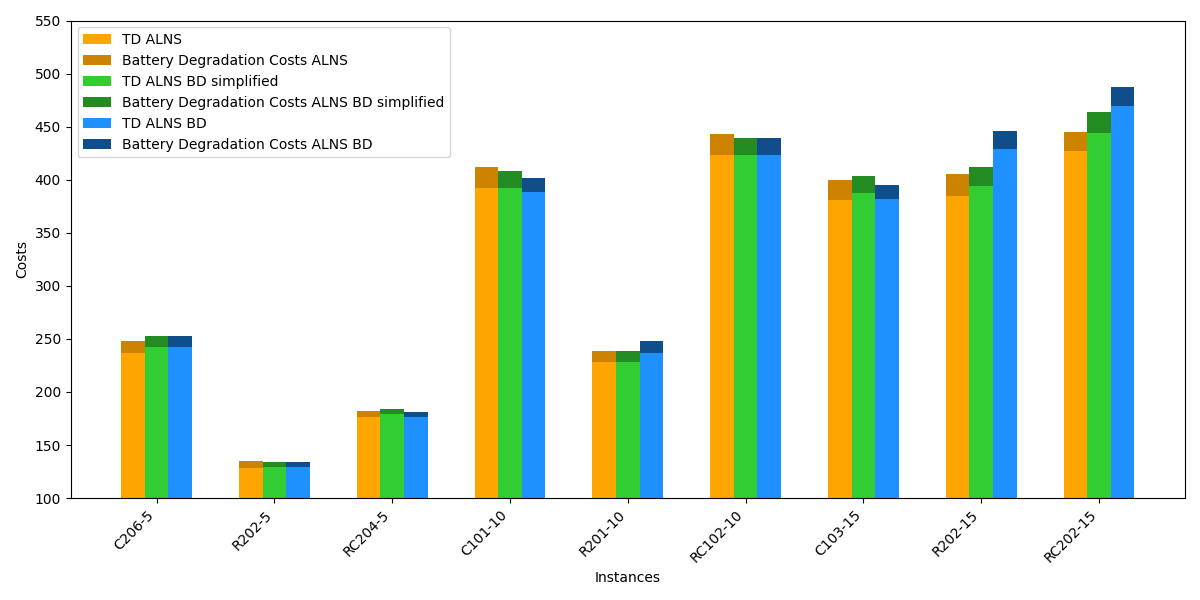 TD ALNS
Battery Degradation Costs ALNS
TD ALNS BD simplified
Battery Degradation Costs ALNS BD simplified
TD ALNS BD
Battery Degradation Costs ALNS BD
550
500
450
400
350
300
250
200
150
100
Costs
C206-5
R202-5
RC204-5
C101-10
R201-10
RC102-10
C103-15
R202-15
RC202-15
Instances